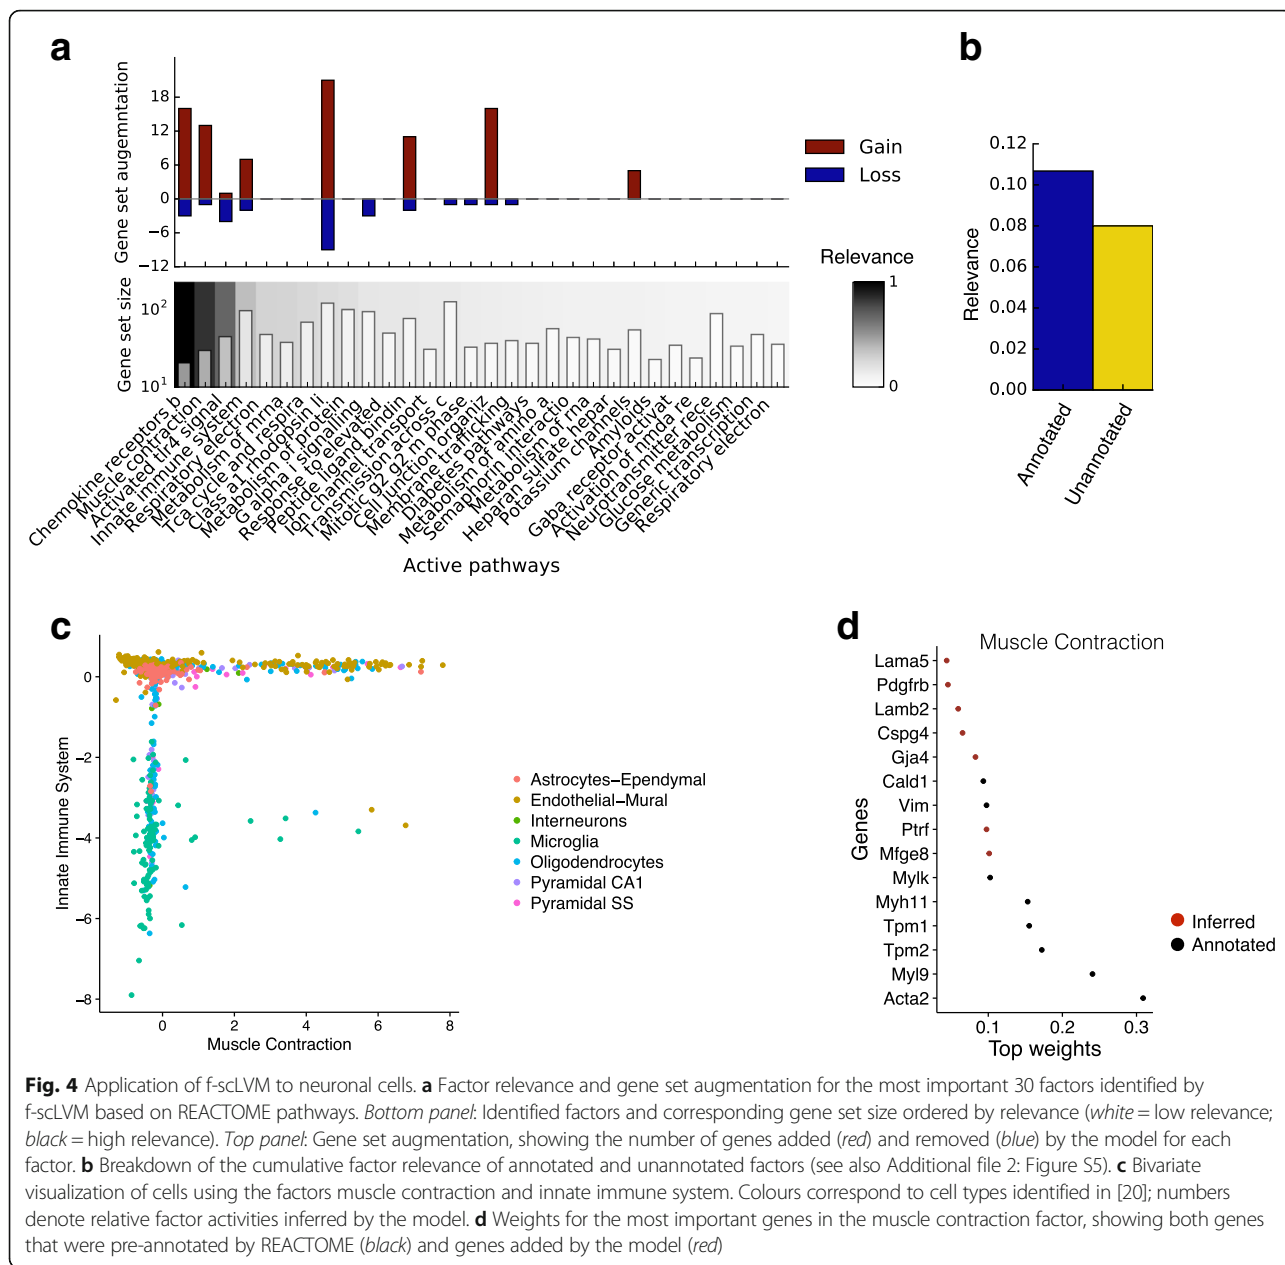 a
Gene set augemntation
18
12
6
0
−6
−12
Gain
Loss
Gene set size
10²
10¹
Relevance
1
0
Chemokine receptors b
Muscle contraction
Activated tlr4 signal
Innate Immune system
Respiratory electron
Metabolism of mrna
Tca cycle and respira
Class a1 rhodopsin li
Metabolism of protein
G alpha i signalling
Response to elevated
Peptide ligand bindin
Ion channel transport
Transmission across c
Mitotic g2 g2 m phase
Cell junction organiz
Membrane trafficking
Diabetes pathways
Metabolism of amino a
Semaphorin interactio
Metabolism of rna
Heparan sulfate hepar
Potassium channels
Amyloids
Gaba receptor activat
Activation of nmda re
Neurotransmitter rece
Glucose metabolism
Generic transcription
Respiratory electron
Active pathways
b
Relevance
0.12
0.10
0.08
0.06
0.04
0.02
0.00
Annotated
Unannotated
c
Innate Immune System
0
−2
−4
−6
−8
0 2 4 6 8
Muscle Contraction
Astrocytes−Ependymal
Endothelial−Mural
Interneurons
Microglia
Oligodendrocytes
Pyramidal CA1
Pyramidal SS
d
Muscle Contraction
Genes
Lama5
Pdgfrb
Lamb2
Cspg4
Gja4
Cald1
Vim
Ptrf
Mfge8
Mylk
Myh11
Tpm1
Tpm2
Myl9
Acta2
0.1 0.2 0.3
Top weights
Inferred
Annotated
Fig. 4 Application of f-scLVM to neuronal cells. a Factor relevance and gene set augmentation for the most important 30 factors identified by
f-scLVM based on REACTOME pathways. Bottom panel: Identified factors and corresponding gene set size ordered by relevance (white = low relevance;
black = high relevance). Top panel: Gene set augmentation, showing the number of genes added (red) and removed (blue) by the model for each
factor. b Breakdown of the cumulative factor relevance of annotated and unannotated factors (see also Additional file 2: Figure S5). c Bivariate
visualization of cells using the factors muscle contraction and innate immune system. Colours correspond to cell types identified in [20]; numbers
denote relative factor activities inferred by the model. d Weights for the most important genes in the muscle contraction factor, showing both genes
that were pre-annotated by REACTOME (black) and genes added by the model (red)